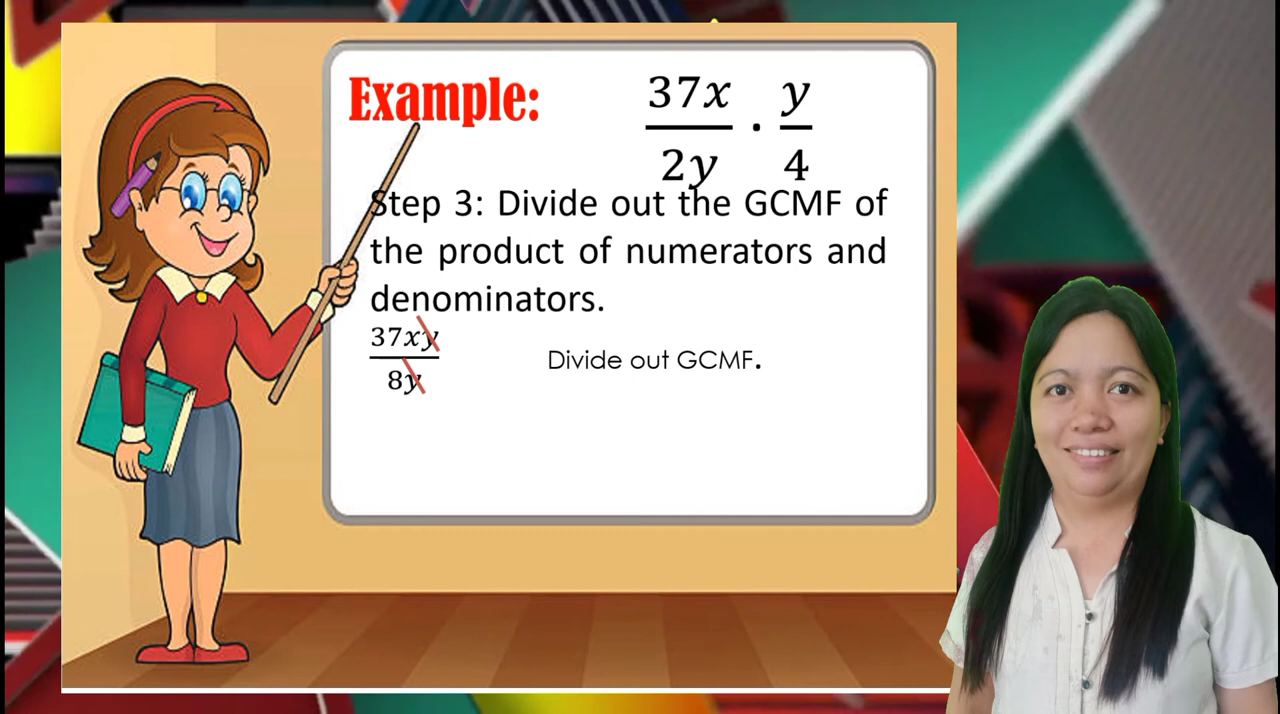 Example: 37x/2y · y/4
Step 3: Divide out the GCMF of
the product of numerators and
denominators.
37xy/8y Divide out GCMF.